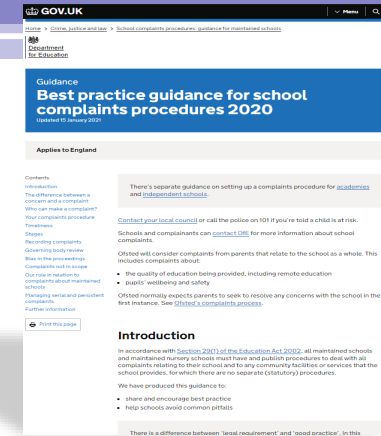 GOV.UK
Menu
Home > Crime, justice and law > School complaints procedures: guidance for maintained schools
Department
for Education
Guidance
Best practice guidance for school
complaints procedures 2020
Updated 15 January 2021
Applies to England
Contents
Introduction
The difference between a
concern and a complaint
Who can make a complaint?
Your complaints procedure
Timeliness
Stages
Recording complaints
Governing body review
Bias in the proceedings
Complaints not in scope
Our role in relation to
complaints about maintained
schools
Managing serial and persistent
complaints
Further information
Print this page
There's separate guidance on setting up a complaints procedure for academies
and independent schools.
Contact your local council or call the police on 101 if you're told a child is at risk.
Schools and complainants can contact DfE for more information about school
complaints.
Ofsted will consider complaints from parents that relate to the school as a whole. This
includes complaints about:
• the quality of education being provided, including remote education
• pupils' wellbeing and safety
Ofsted normally expects parents to seek to resolve any concerns with the school in the
first instance. See Ofsted's complaints process.
Introduction
In accordance with Section 29(1) of the Education Act 2002, all maintained schools
and maintained nursery schools must have and publish procedures to deal with all
complaints relating to their school and to any community facilities or services that the
school provides, for which there are no separate (statutory) procedures.
We have produced this guidance to:
• share and encourage best practice
• help schools avoid common pitfalls
There is a difference between 'legal requirement' and 'good practice'. In this